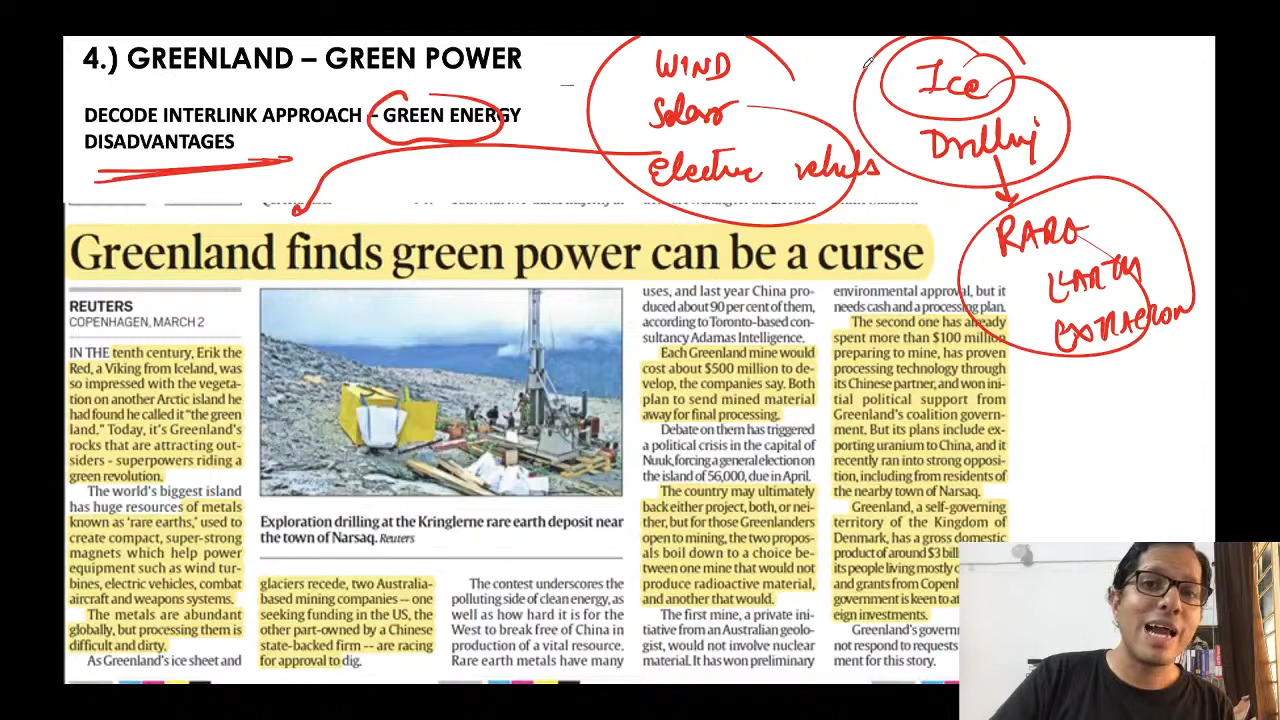 4.) GREENLAND – GREEN POWER
DECODE INTERLINK APPROACH – GREEN ENERGY
DISADVANTAGES
WIND
Solar
Electric
Ice
Drilling
RARE
EARTH
EXTRACTION
Greenland finds green power can be a curse
REUTERS
COPENHAGEN, MARCH 2
IN THE tenth century, Erik the
Red, a Viking from Iceland, was
so impressed with the vegeta-
tion on another Arctic island he
had found he called it “the green
land.” Today, it’s Greenland’s
rocks that are attracting out-
siders - superpowers riding a
green revolution.
The world’s biggest island
has huge resources of metals
known as ‘rare earths,’ used to
create compact, super-strong
magnets which help power
equipment such as wind tur-
bines, electric vehicles, combat
aircraft and weapons systems.
The metals are abundant
globally, but processing them is
difficult and dirty.
As Greenland’s ice sheet and
Exploration drilling at the Kringlerne rare earth deposit near
the town of Narsaq. Reuters
glaciers recede, two Australia-
based mining companies -- one
seeking funding in the US, the
other part-owned by a Chinese
state-backed firm -- are racing
for approval to dig.
The contest underscores the
polluting side of clean energy, as
well as how hard it is for the
West to break free of China in
production of a vital resource.
Rare earth metals have many
uses, and last year China pro-
duced about 90 per cent of them,
according to Toronto-based con-
sultancy Adamas Intelligence.
Each Greenland mine would
cost about $500 million to de-
velop, the companies say. Both
plan to send mined material
away for final processing.
Debate on them has triggered
a political crisis in the capital of
Nuuk, forcing a general election on
the island of 56,000, due in April.
The country may ultimately
back either project, both, or nei-
ther, but for those Greenlanders
open to mining, the two propos-
als boil down to a choice be-
tween one mine that would not
produce radioactive material,
and another that would.
The first mine, a private ini-
tiative from an Australian geolo-
gist, would not involve nuclear
material. It has won preliminary
environmental approval, but it
needs cash and a processing plan.
The second one has already
spent more than $100 million
preparing to mine, has proven
processing technology through
its Chinese partner, and won ini-
tial political support from
Greenland’s coalition govern-
ment. But its plans include ex-
porting uranium to China, and it
recently ran into strong opposi-
tion, including from residents of
the nearby town of Narsaq.
Greenland, a self-governing
territory of the Kingdom of
Denmark, has a gross domestic
product of around $3 bil
its people living mostly
and grants from Copen
government is keen to at
eign investments.
Greenland’s govern
not respond to requests
ment for this story.